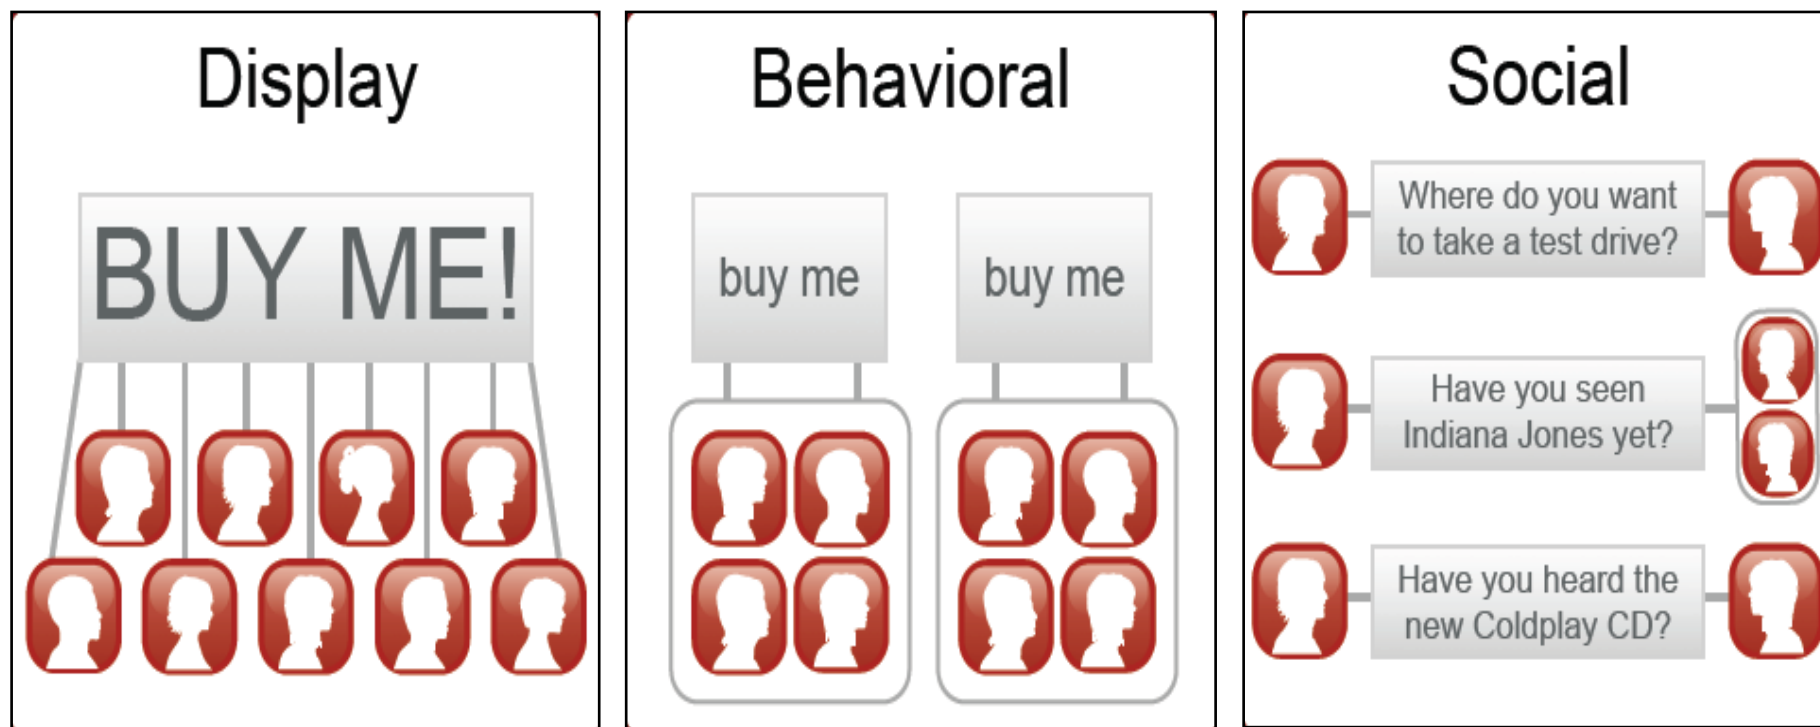 Display
BUY ME!
Behavioral
buy me
buy me
Social
Where do you want
to take a test drive?
Have you seen
Indiana Jones yet?
Have you heard the
new Coldplay CD?